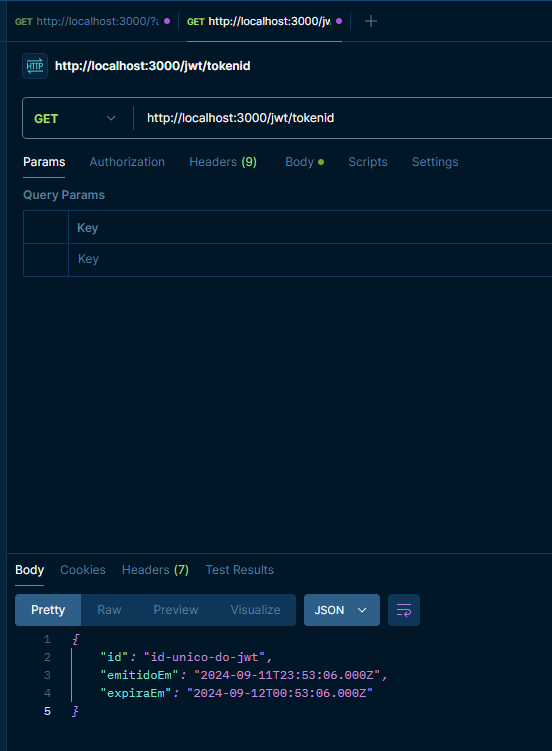 GET http://localhost:3000/?
GET http://localhost:3000/jw
HTTP http://localhost:3000/jwt/tokenid
GET http://localhost:3000/jwt/tokenid
Params Authorization Headers (9) Body Scripts Settings
Query Params
Key
Key
Body Cookies Headers (7) Test Results
Pretty Raw Preview Visualize JSON
1 {
2 "id": "id-unico-do-jwt",
3 "emitidoEm": "2024-09-11T23:53:06.000Z",
4 "expiraEm": "2024-09-12T00:53:06.000Z"
5 }